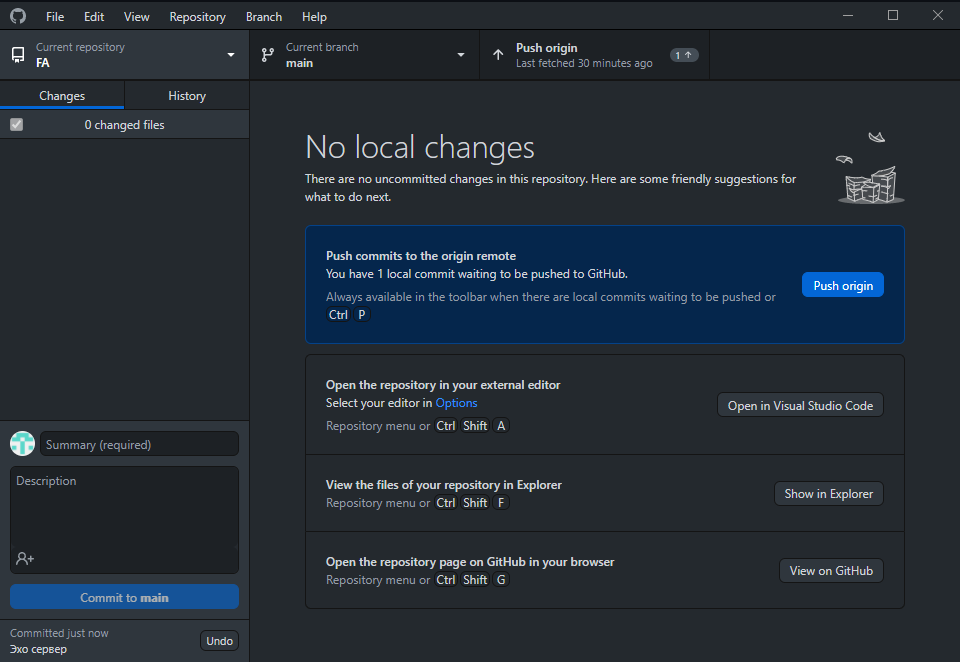 File Edit View Repository Branch Help
Current repository
FA
Current branch
main
Push origin
Last fetched 30 minutes ago
1
Changes
History
0 changed files
No local changes
There are no uncommitted changes in this repository. Here are some friendly suggestions for
what to do next.
Push commits to the origin remote
You have 1 local commit waiting to be pushed to GitHub.
Always available in the toolbar when there are local commits waiting to be pushed or
Ctrl P
Push origin
Open the repository in your external editor
Select your editor in Options
Repository menu or Ctrl Shift A
Open in Visual Studio Code
View the files of your repository in Explorer
Repository menu or Ctrl Shift F
Show in Explorer
Open the repository page on GitHub in your browser
Repository menu or Ctrl Shift G
View on GitHub
Summary (required)
Description
Commit to main
Committed just now
Эхо сервер
Undo